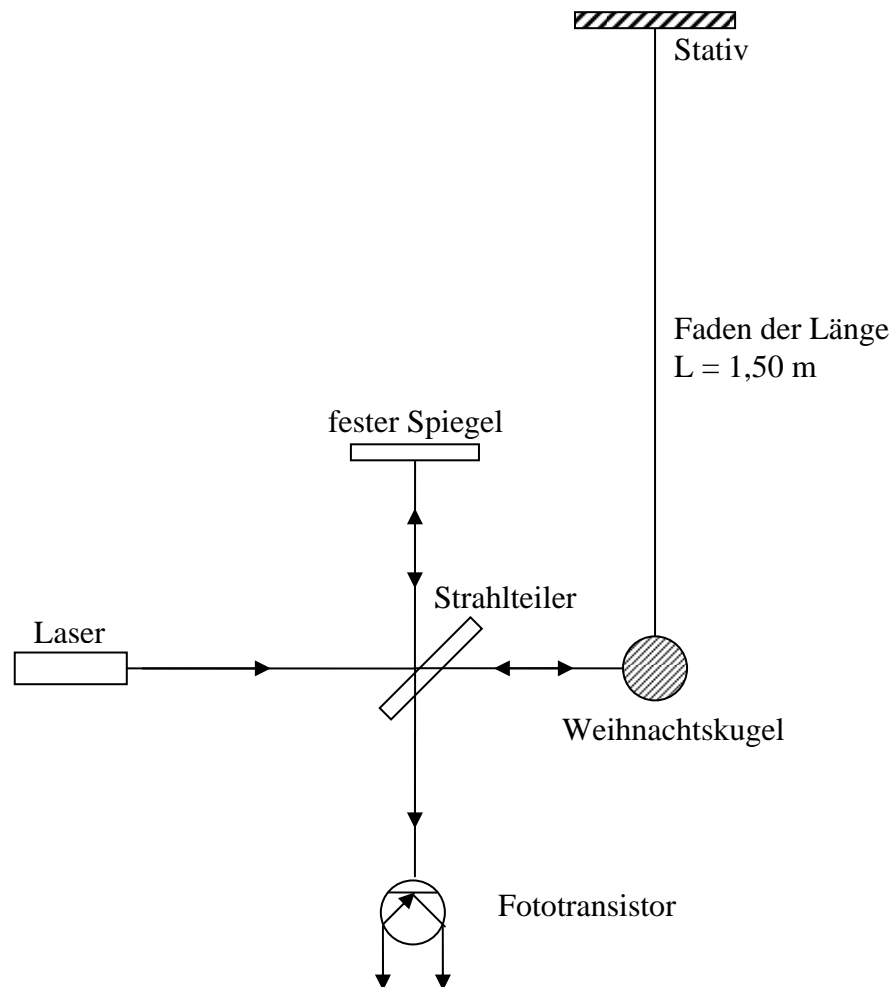 Stativ
Faden der Länge
L = 1,50 m
fester Spiegel
Strahlteiler
Laser
Weihnachtskugel
Fototransistor